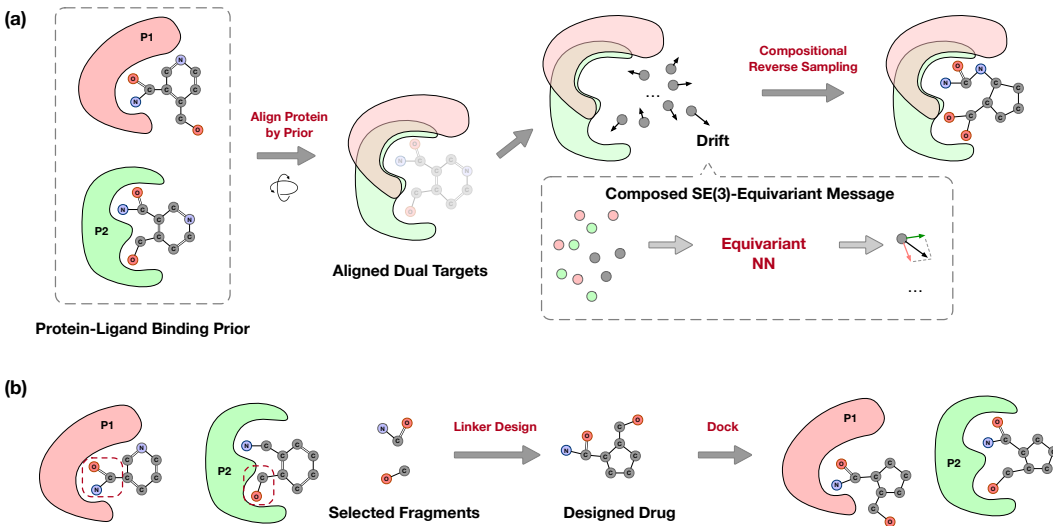 (a)
P1
Align Protein
by Prior
P2
Protein-Ligand Binding Prior
Aligned Dual Targets
...
Drift
Compositional
Reverse Sampling
Composed SE(3)-Equivariant Message
Equivariant
NN
...
(b)
P1
P2
Selected Fragments
Linker Design
Designed Drug
Dock
P1
P2